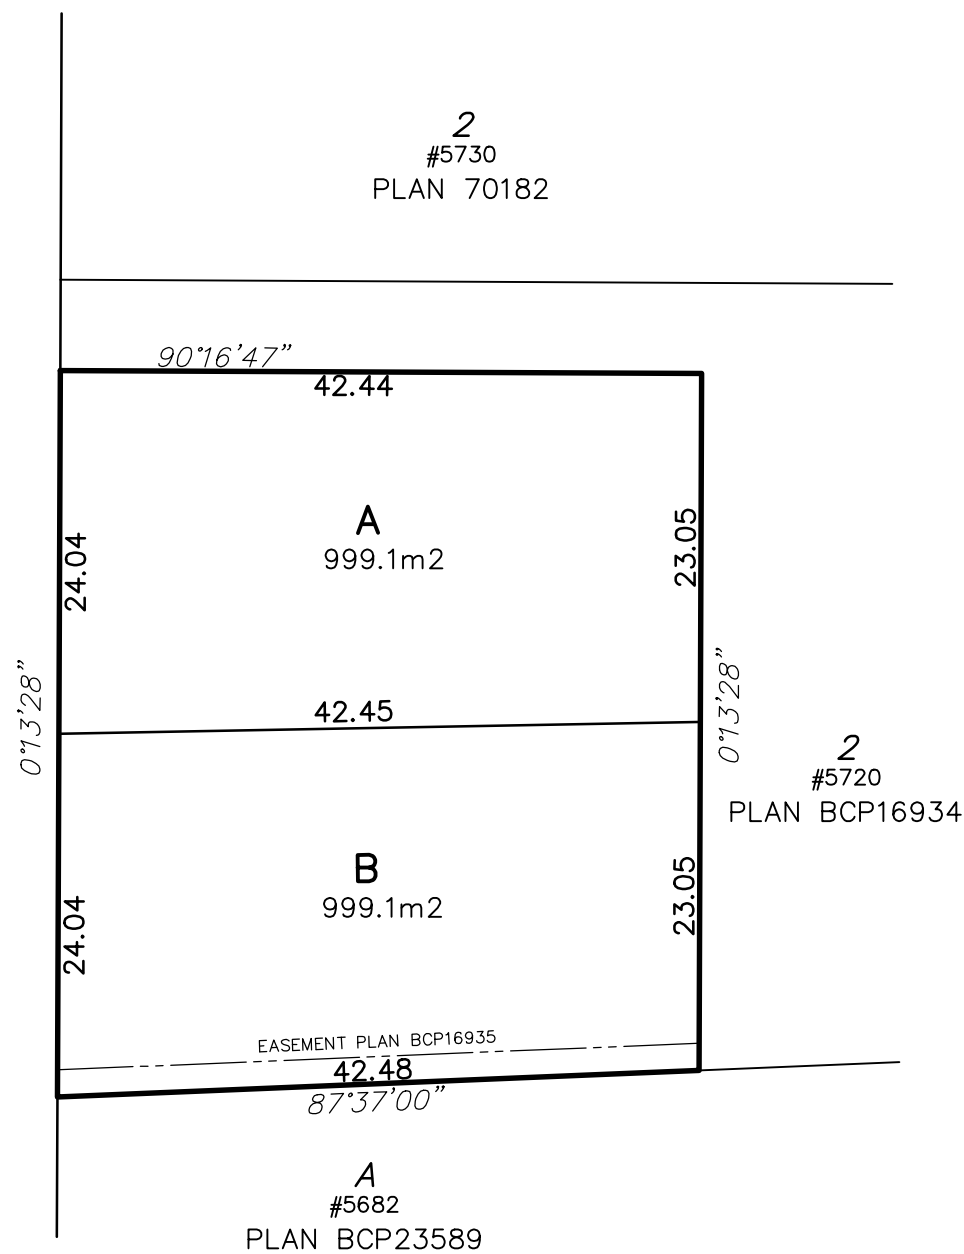 2
#5730
PLAN 70182
90°16'47"
42.44
A
999.1m2
24.04
23.05
0°13'28"
0°13'28"
42.45
2
#5720
PLAN BCP16934
B
999.1m2
24.04
23.05
EASEMENT PLAN BCP16935
42.48
87°37'00"
A
#5682
PLAN BCP23589